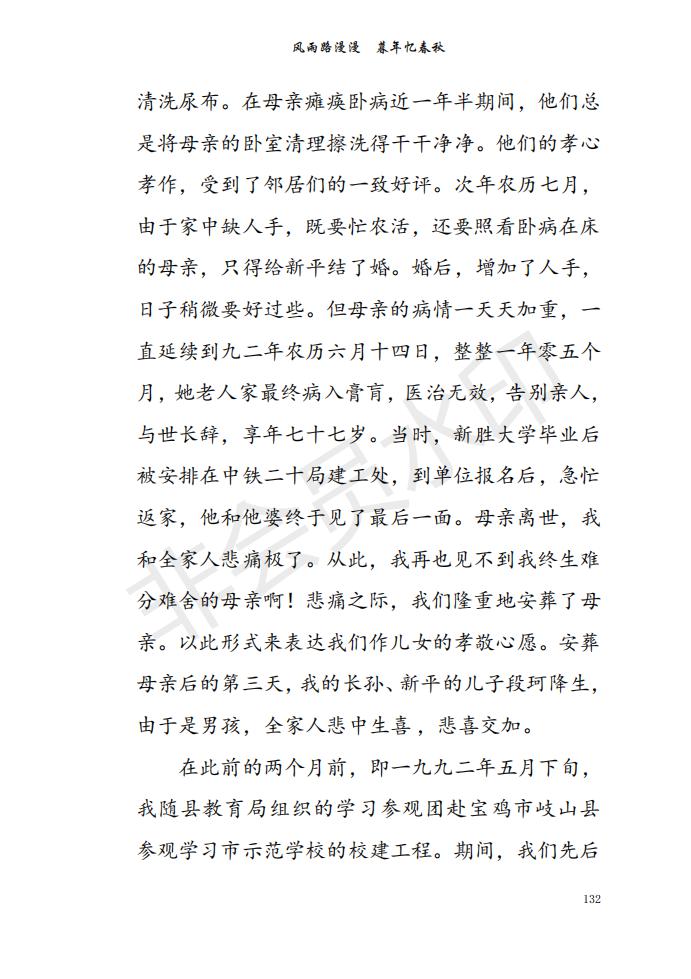 风雨路漫漫　暮年忆春秋
清洗尿布。在母亲瘫痪卧病近一年半期间，他们总
是将母亲的卧室清理擦洗得干干净净。他们的孝心
孝作，受到了邻居们的一致好评。次年农历七月，
由于家中缺人手，既要忙农活，还要照看卧病在床
的母亲，只得给新平结了婚。婚后，增加了人手，
日子稍微要好过些。但母亲的病情一天天加重，一
直延续到九二年农历六月十四日，整整一年零五个
月，她老人家最终病入膏肓，医治无效，告别亲人，
与世长辞，享年七十七岁。当时，新胜大学毕业后
被安排在中铁二十局建工处，到单位报名后，急忙
返家，他和他婆终于见了最后一面。母亲离世，我
和全家人悲痛极了。从此，我再也见不到我终生难
分难舍的母亲啊！悲痛之际，我们隆重地安葬了母
亲。以此形式来表达我们作儿女的孝敬心愿。安葬
母亲后的第三天，我的长孙、新平的儿子段珂降生，
由于是男孩，全家人悲中生喜，悲喜交加。
在此前的两个月前，即一九九二年五月下旬，
我随县教育局组织的学习参观团赴宝鸡市岐山县
参观学习市示范学校的校建工程。期间，我们先后
132
非会员水印